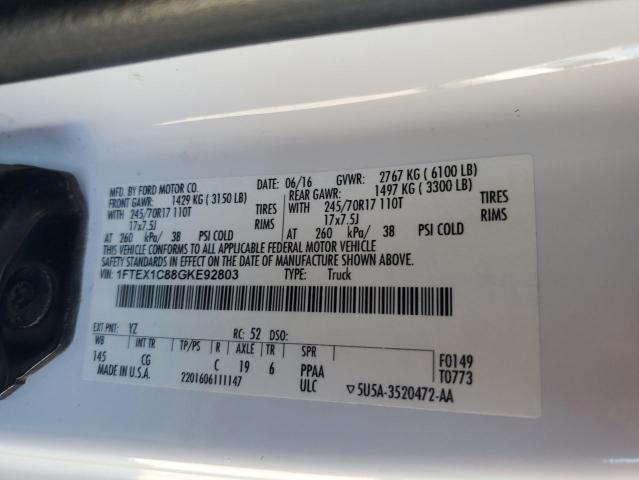 MFD. BY FORD MOTOR CO.
DATE: 06/16 GVWR: 2767 KG ( 6100 LB)
FRONT GAWR: 1429 KG ( 3150 LB)
REAR GAWR: 1497 KG ( 3300 LB)
WITH 245/70R17 110T TIRES
WITH 245/70R17 110T TIRES
17x7.5J RIMS
17x7.5J RIMS
AT 260 kPa/ 38 PSI COLD
AT 260 kPa/ 38 PSI COLD
THIS VEHICLE CONFORMS TO ALL APPLICABLE FEDERAL MOTOR VEHICLE
SAFETY STANDARDS IN EFFECT ON THE DATE OF MANUFACTURE SHOWN ABOVE.
VIN: 1FTEX1C88GKE92803 TYPE: Truck
EXT PNT: YZ RC: 52 DSO:
WB INT TR TP/PS R AXLE TR SPR
145 CG C 19 6 PPAA
F0149
MADE IN U.S.A. 2201606111147 ULC
T0773
▽5U5A-3520472-AA